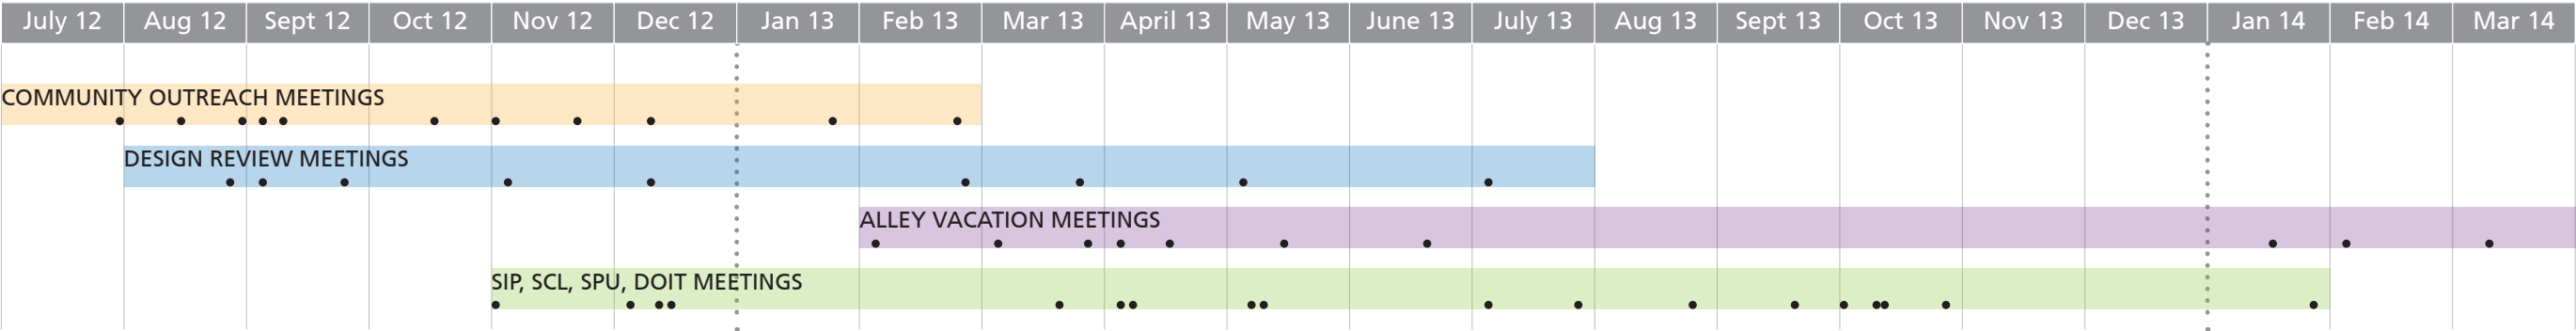 July 12 Aug 12 Sept 12 Oct 12 Nov 12 Dec 12 Jan 13 Feb 13 Mar 13 April 13 May 13 June 13 July 13 Aug 13 Sept 13 Oct 13 Nov 13 Dec 13 Jan 14 Feb 14 Mar 14
COMMUNITY OUTREACH MEETINGS
DESIGN REVIEW MEETINGS
ALLEY VACATION MEETINGS
SIP, SCL, SPU, DOIT MEETINGS